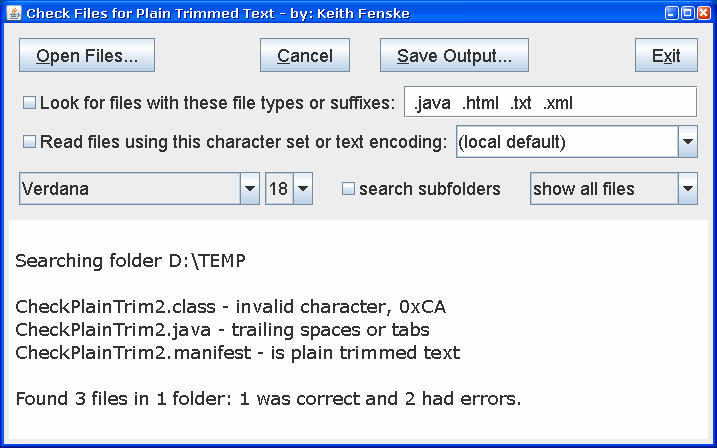 Check Files for Plain Trimmed Text - by: Keith Fenske
Open Files... Cancel Save Output... Exit
Look for files with these file types or suffixes: .java .html .txt .xml
Read files using this character set or text encoding: (local default)
Verdana 18 search subfolders show all files
Searching folder D:\TEMP
CheckPlainTrim2.class - invalid character, 0xCA
CheckPlainTrim2.java - trailing spaces or tabs
CheckPlainTrim2.manifest - is plain trimmed text
Found 3 files in 1 folder: 1 was correct and 2 had errors.